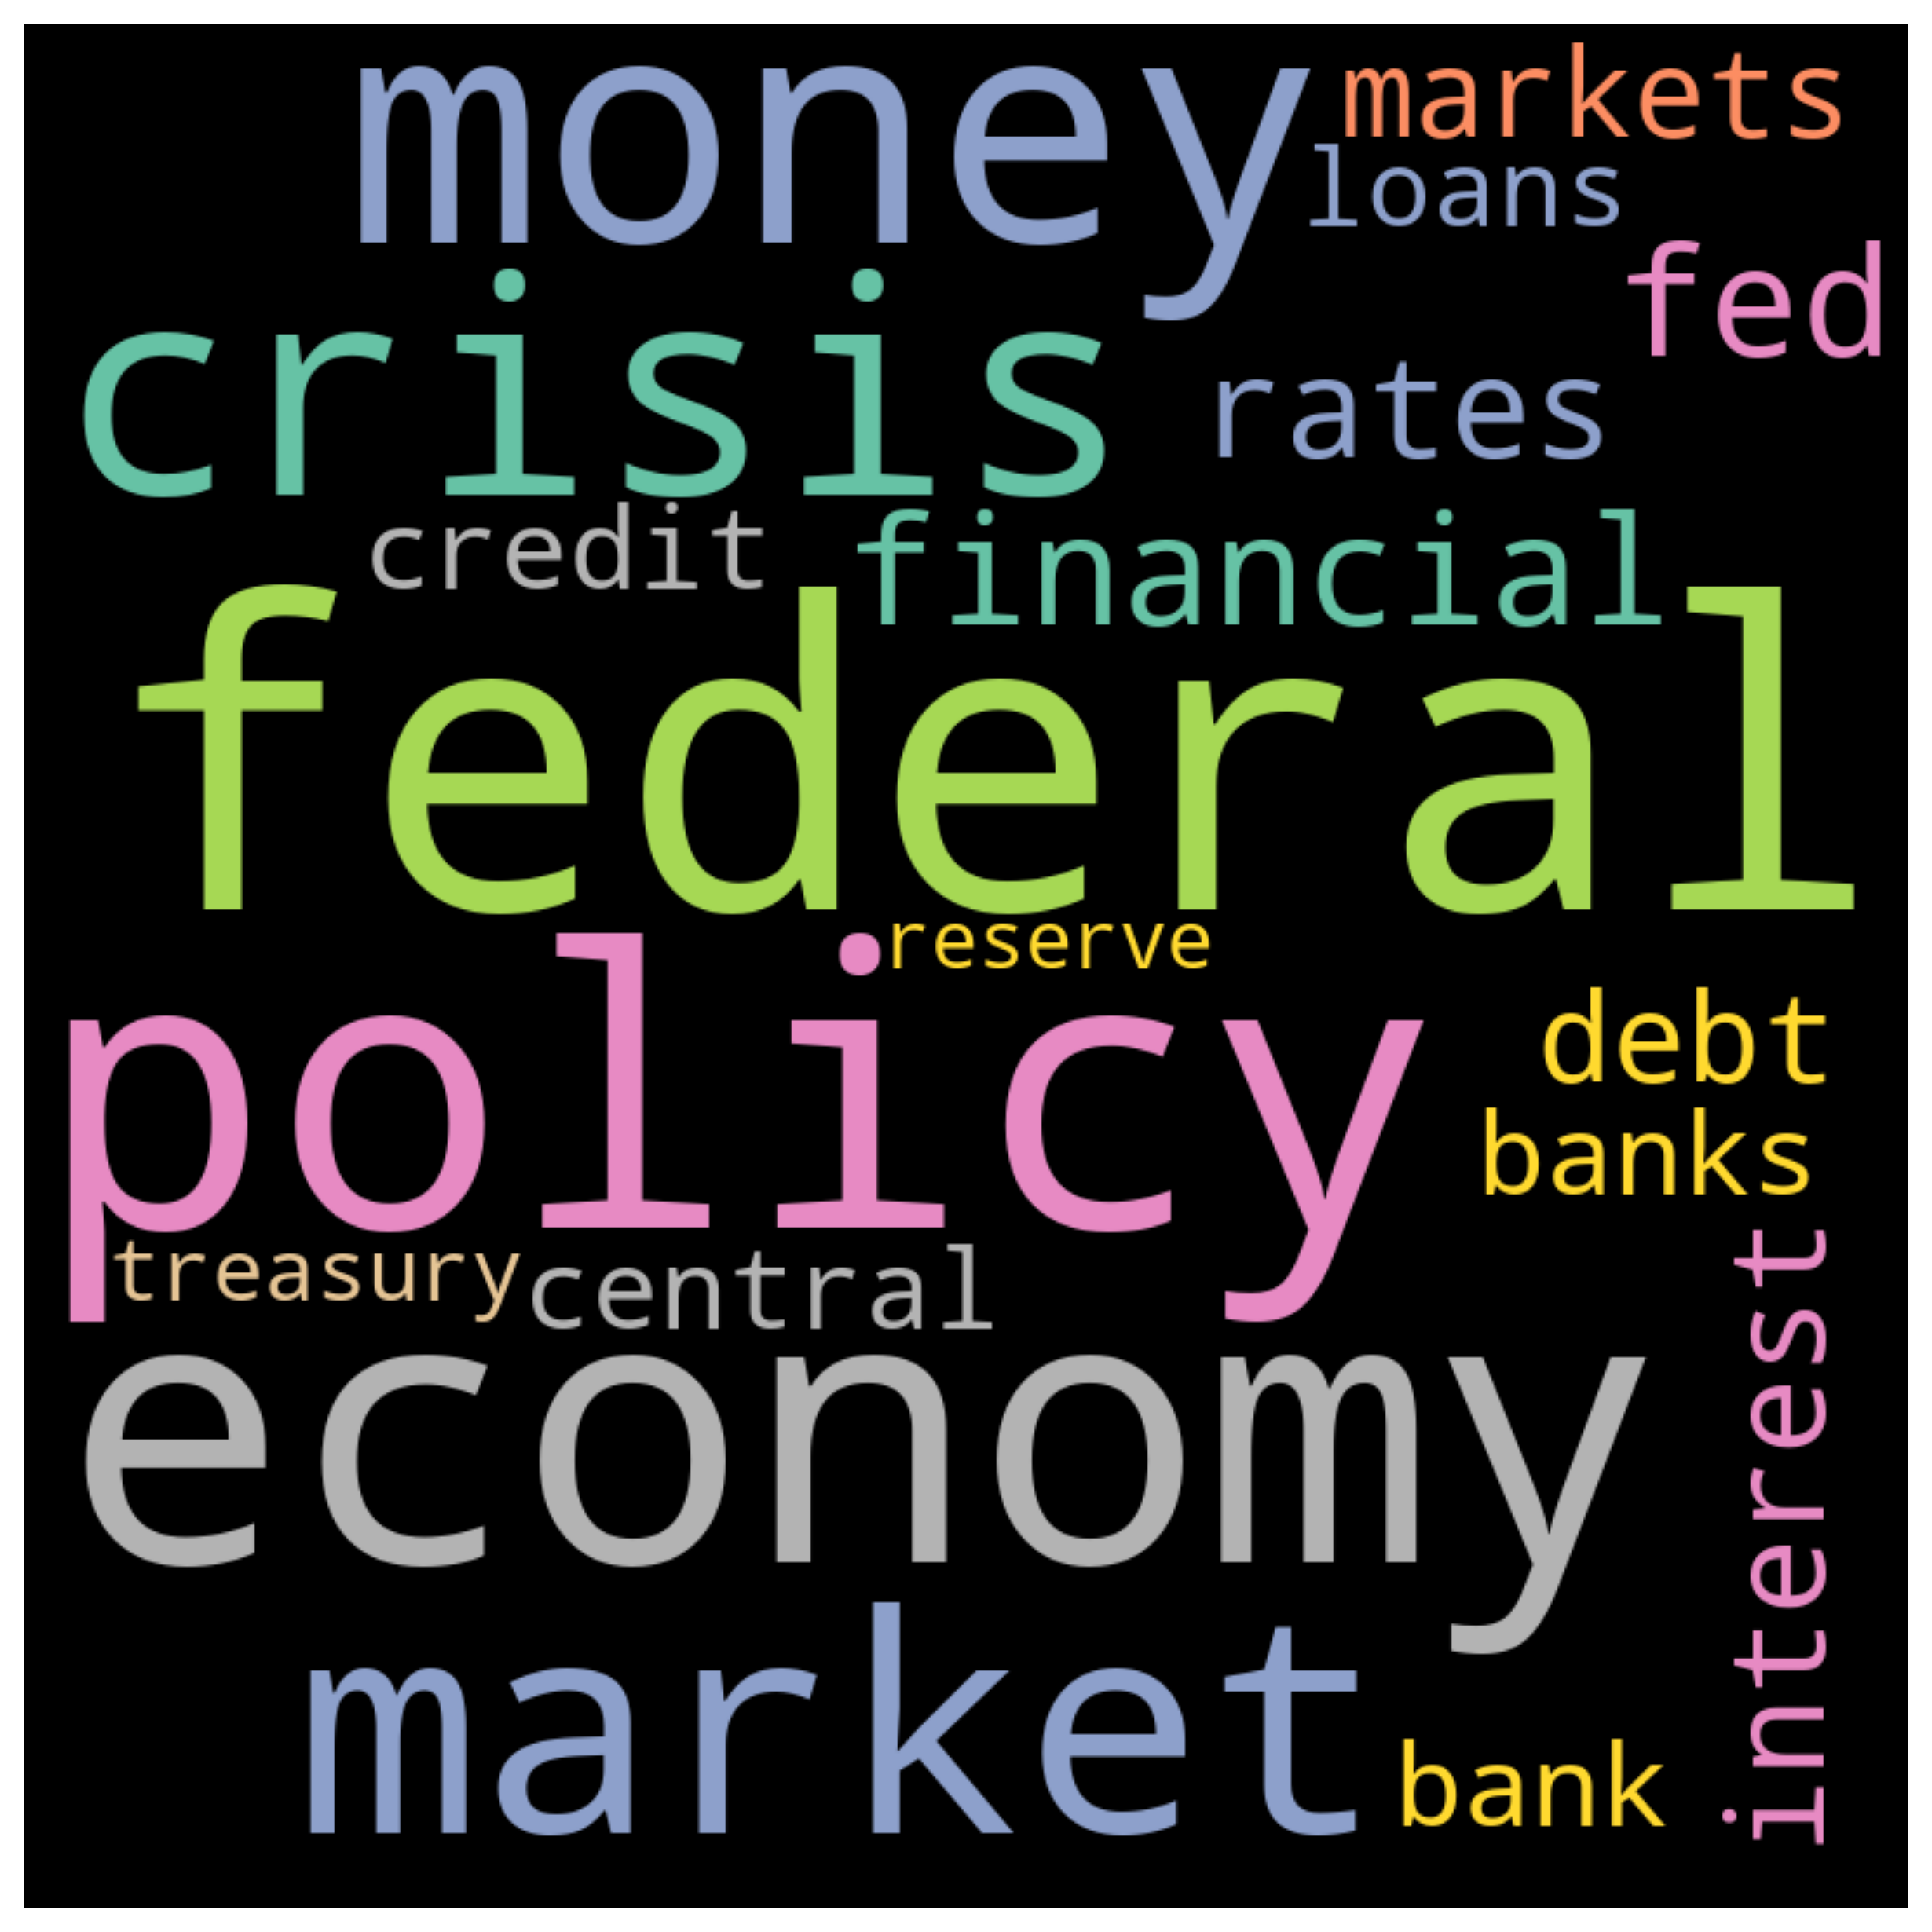 money
markets
loans
fed
crisis
rates
credit
financial
federal
reserve
policy
debt
banks
treasury
central
interest
economy
market
bank